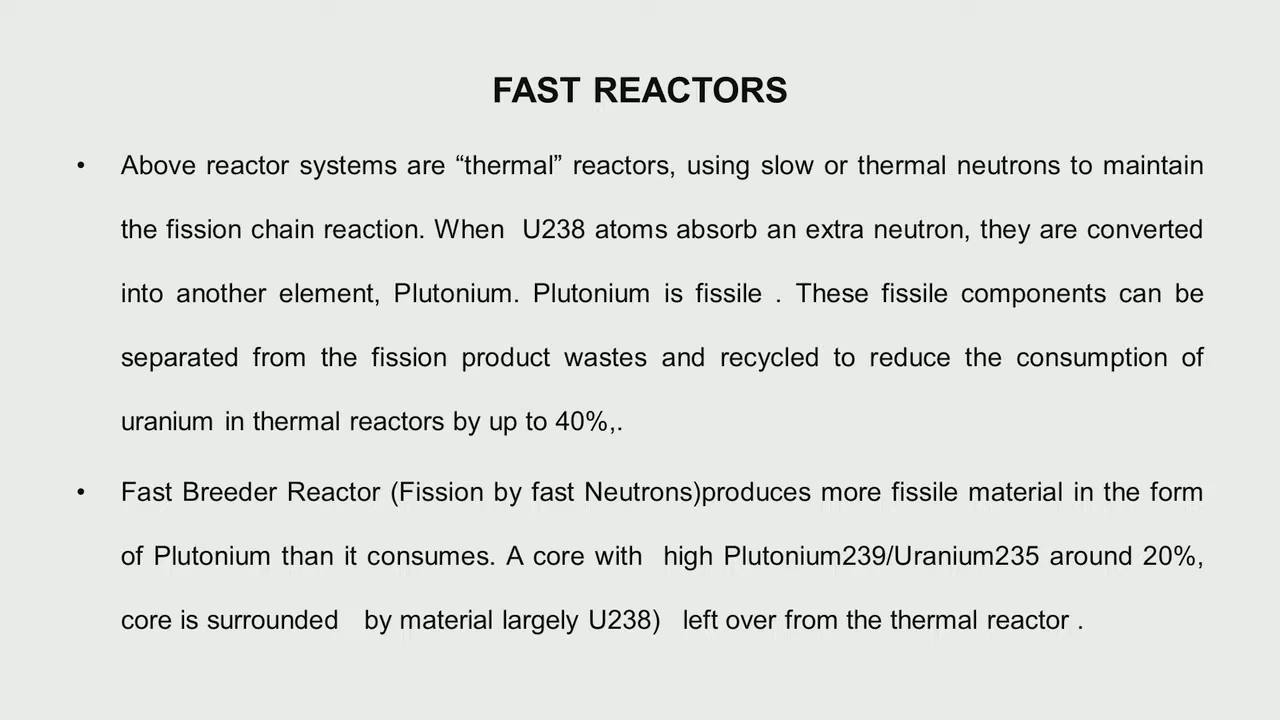 FAST REACTORS
• Above reactor systems are “thermal” reactors, using slow or thermal neutrons to maintain
the fission chain reaction. When U238 atoms absorb an extra neutron, they are converted
into another element, Plutonium. Plutonium is fissile . These fissile components can be
separated from the fission product wastes and recycled to reduce the consumption of
uranium in thermal reactors by up to 40%,.
• Fast Breeder Reactor (Fission by fast Neutrons)produces more fissile material in the form
of Plutonium than it consumes. A core with high Plutonium239/Uranium235 around 20%,
core is surrounded by material largely U238) left over from the thermal reactor .